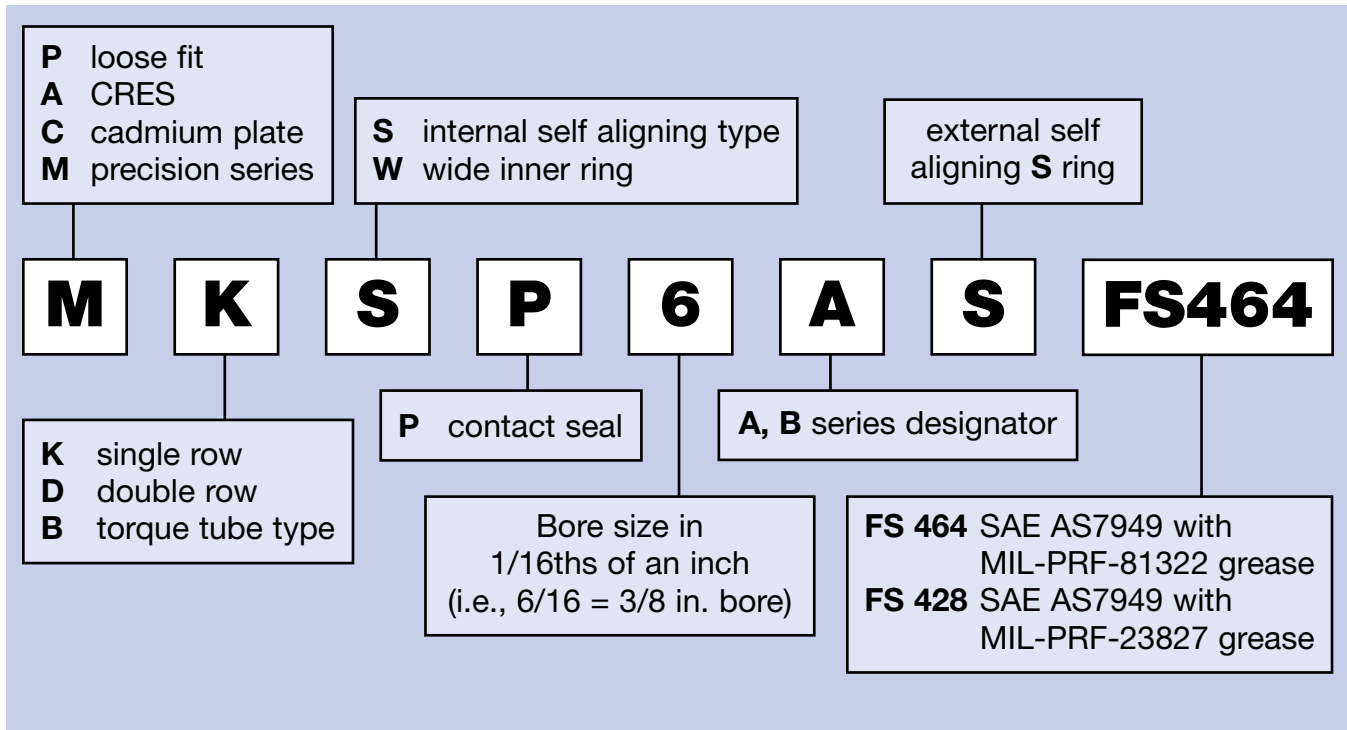 P loose fit
A CRES
C cadmium plate
M precision series
S internal self aligning type
W wide inner ring
external self
aligning S ring
M K S P 6 A S FS464
K single row
D double row
B torque tube type
P contact seal
Bore size in
1/16ths of an inch
(i.e., 6/16 = 3/8 in. bore)
A, B series designator
FS 464 SAE AS7949 with
MIL-PRF-81322 grease
FS 428 SAE AS7949 with
MIL-PRF-23827 grease